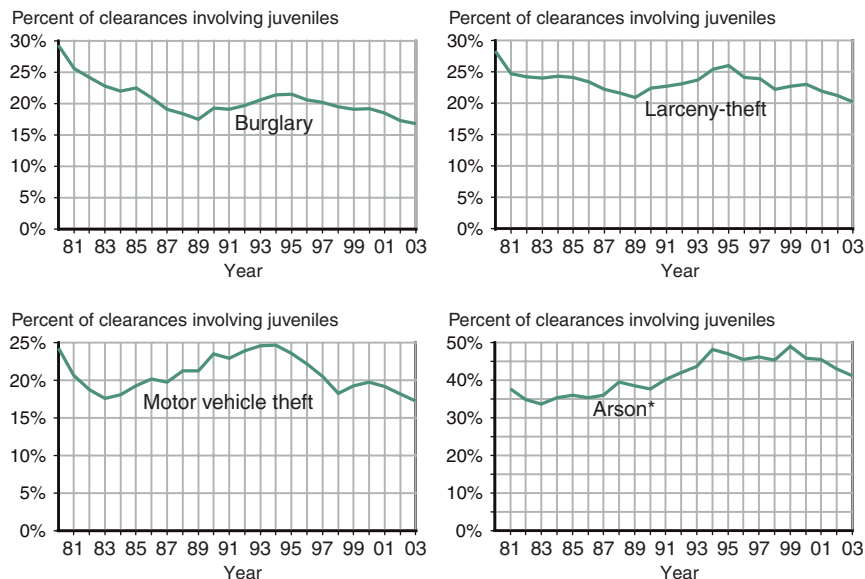 Percent of clearances involving juveniles
30%
25%
20%
15%
10%
5%
0%
Burglary
81 83 85 87 89 91 93 95 97 99 01 03
Year
Percent of clearances involving juveniles
30%
25%
20%
15%
10%
5%
0%
Larceny-theft
81 83 85 87 89 91 93 95 97 99 01 03
Year
Percent of clearances involving juveniles
25%
20%
15%
10%
5%
0%
Motor vehicle theft
81 83 85 87 89 91 93 95 97 99 01 03
Year
Percent of clearances involving juveniles
50%
40%
30%
20%
10%
0%
Arson*
81 83 85 87 89 91 93 95 97 99 01 03
Year